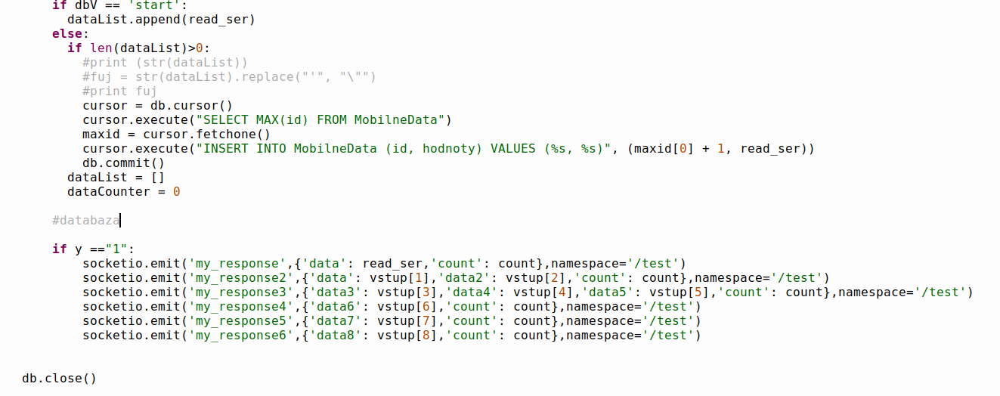 if dbV == 'start':
dataList.append(read_ser)
else:
if len(dataList)>0:
#print (str(dataList))
#fuj = str(dataList).replace("'", "\"")
#print fuj
cursor = db.cursor()
cursor.execute("SELECT MAX(id) FROM MobilneData")
maxid = cursor.fetchone()
cursor.execute("INSERT INTO MobilneData (id, hodnoty) VALUES (%s, %s)", (maxid[0] + 1, read_ser))
db.commit()
dataList = []
dataCounter = 0
#databaza
if y =="1":
socketio.emit('my_response',{'data': read_ser,'count': count},namespace='/test')
socketio.emit('my_response2',{'data': vstup[1],'data2': vstup[2],'count': count},namespace='/test')
socketio.emit('my_response3',{'data3': vstup[3],'data4': vstup[4],'data5': vstup[5],'count': count},namespace='/test')
socketio.emit('my_response4',{'data6': vstup[6],'count': count},namespace='/test')
socketio.emit('my_response5',{'data7': vstup[7],'count': count},namespace='/test')
socketio.emit('my_response6',{'data8': vstup[8],'count': count},namespace='/test')
db.close()